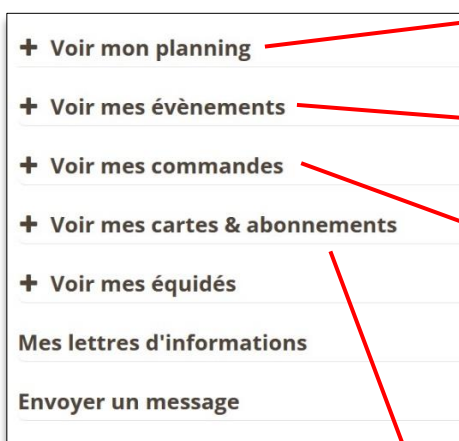 + Voir mon planning
+ Voir mes évènements
+ Voir mes commandes
+ Voir mes cartes & abonnements
+ Voir mes équidés
Mes lettres d'informations
Envoyer un message